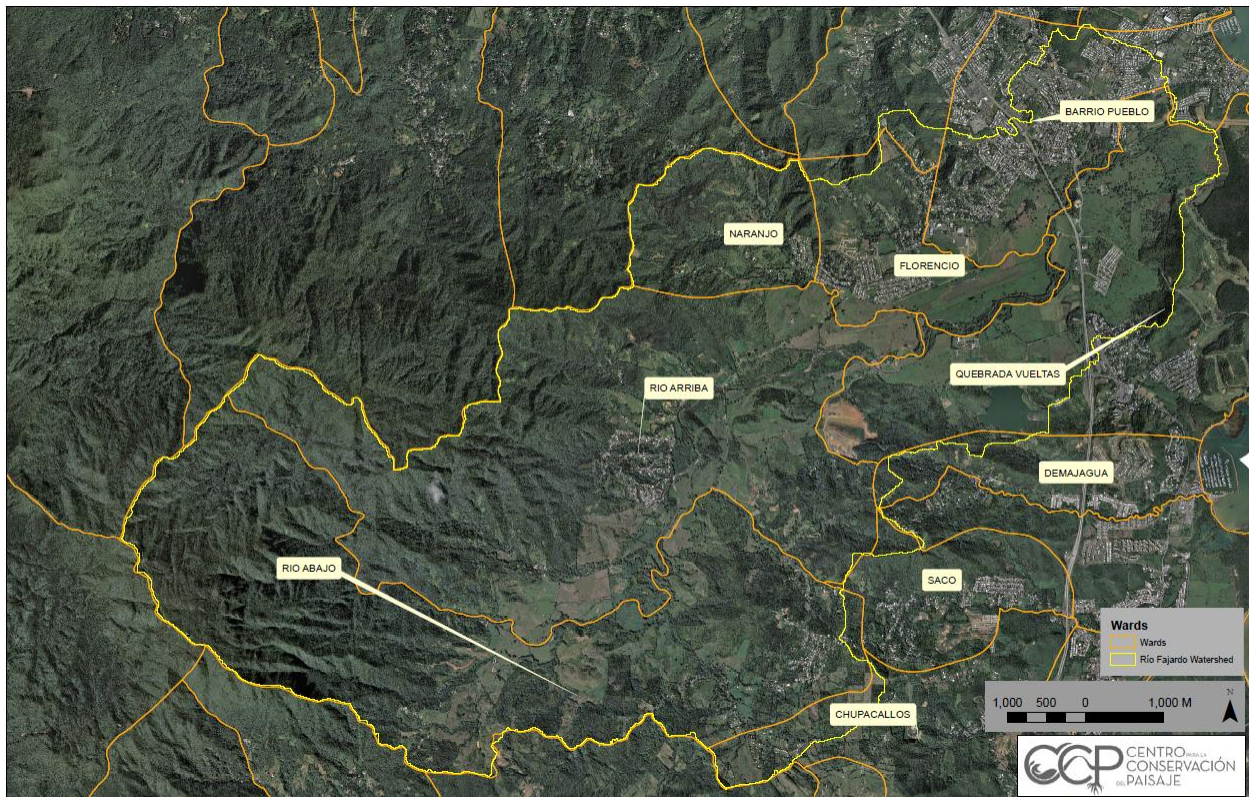 BARRIO PUEBLO
NARANJO
FLORENCIO
QUEBRADA VUELTAS
RIO ARRIBA
DEMAJAGUA
RIO ABAJO
SACO
CHUPACALLOS
Wards
Wards
Río Fajardo Watershed
1,000 500 0 1,000 M
N
CCP
CENTRO PARA LA
CONSERVACIÓN
DEL PAISAJE